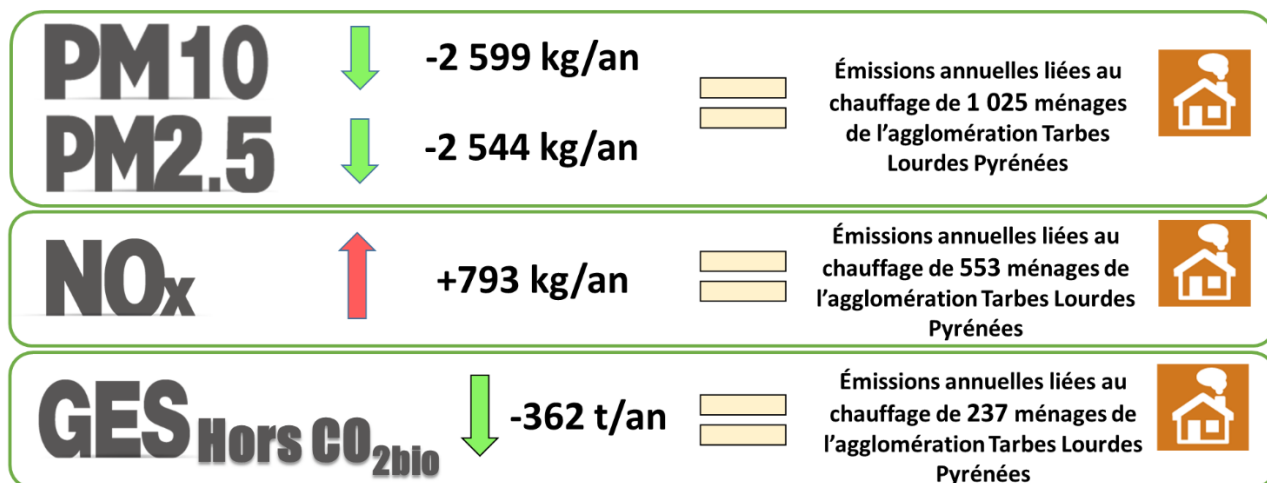 PM10
-2 599 kg/an
PM2.5
-2 544 kg/an
Émissions annuelles liées au
chauffage de 1 025 ménages
de l’agglomération Tarbes
Lourdes Pyrénées
NOx
+793 kg/an
Émissions annuelles liées au
chauffage de 553 ménages de
l’agglomération Tarbes Lourdes
Pyrénées
GES Hors CO2bio
-362 t/an
Émissions annuelles liées au
chauffage de 237 ménages de
l’agglomération Tarbes Lourdes
Pyrénées